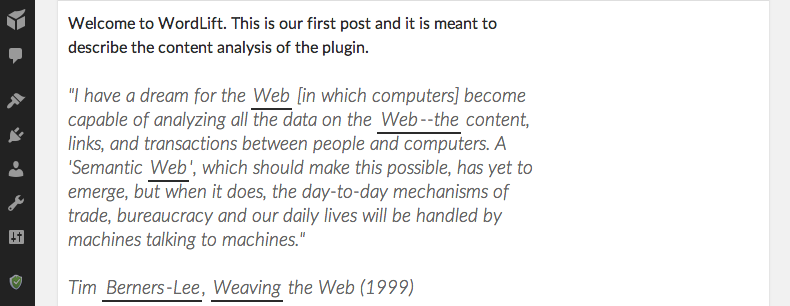 Welcome to WordLift. This is our first post and it is meant to
describe the content analysis of the plugin.
"I have a dream for the Web [in which computers] become
capable of analyzing all the data on the Web--the content,
links, and transactions between people and computers. A
'Semantic Web', which should make this possible, has yet to
emerge, but when it does, the day-to-day mechanisms of
trade, bureaucracy and our daily lives will be handled by
machines talking to machines."
Tim Berners-Lee, Weaving the Web (1999)